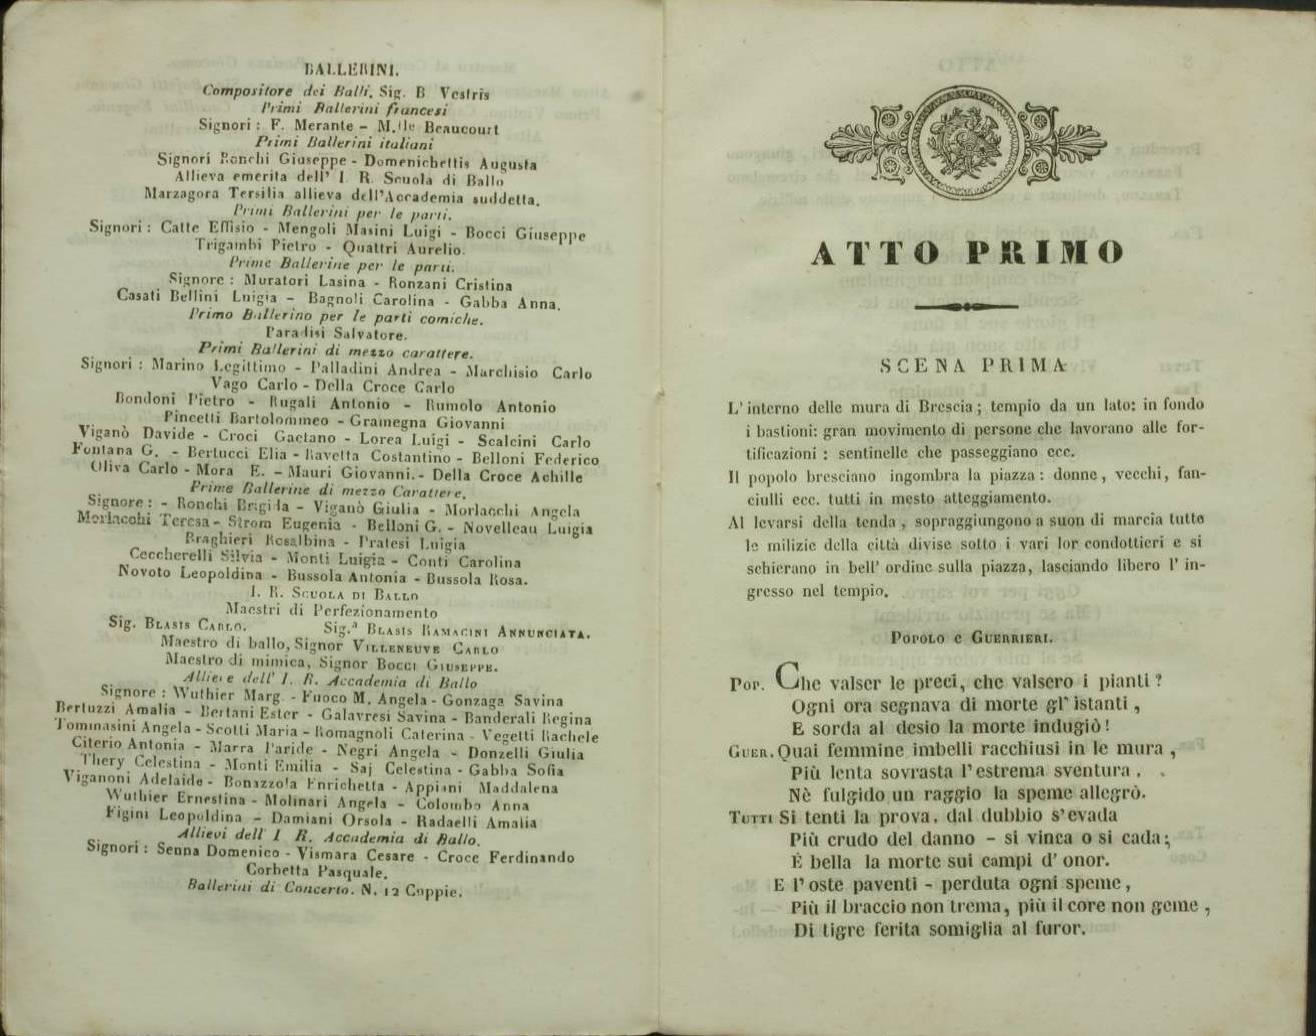 BALLERINI.
Compositore dei Balli, Sig. B Vestris
Primi Ballerini francesi
Signori : F. Merante – M.lle Beaucourt
Primi Ballerini italiani
Signori Ronchi Giuseppe - Domenichettis Augusta
Allieva emerita dell' I R. Scuola di Ballo
Marzagora Tersilia allieva dell'Accademia suddetta.
Primi Ballerini per le parti.
Signori : Catte Effisio - Mengoli Masini Luigi - Bocci Giuseppe
Trigambi Pietro - Quattri Aurelio.
Prime Ballerine per le parti.
Signore : Muratori Lasina - Ronzani Cristina
Casati Bellini Luigia – Bagnoli Carolina - Gabba Anna.
Primo Ballerino per le parti comiche.
Paradisi Salvatore.
Primi Ballerini di mezzo carattere.
Signori : Marino Legittimo - Palladini Andrea - Marchisio Carlo
Vago Carlo - Della Croce Carlo
Bondoni Pietro - Rugali Antonio - Rumolo Antonio
Pincetti Bartolommeo - Gramegna Giovanni
Viganò Davide - Croci Gaetano - Lorea Luigi - Scalcini Carlo
Fontana G. - Bertucci Elia - Ravetta Costantino - Belloni Federico
Oliva Carlo - Mora E. – Mauri Giovanni. - Della Croce Achille
Prime Ballerine di mezzo Carattere.
Signore : - Ronchi Brigida - Viganò Giulia - Morlacchi Angela
Morlacchi Teresa - Strom Eugenia - Belloni G. - Novelleau Luigia
Braghieri Rosalbina - Pratesi Luigia
Ceccherelli Silvia - Monti Luigia - Conti Carolina
Novoto Leopoldina - Bussola Antonia - Bussola Rosa.
I. R. SCUOLA DI BALLO
Maestri di Perfezionamento
Sig. BLASIS CARLO. Sig.a BLASIS RAMACINI ANNUNCIATA.
Maestro di ballo, Signor VILLENEUVE CARLO
Maestro di mimica, Signor BOCCI GIUSEPPE.
Allieve dell' I. R. Accademia di Ballo
Signore : Wuthier Marg. - Fuoco M. Angela - Gonzaga Savina
Bertuzzi Amalia - Bertani Ester - Galavresi Savina - Banderali Regina
Tommasini Angela - Scotti Maria - Romagnoli Caterina - Vegetti Rachele
Citerio Antonia – Marra Paride - Negri Angela - Donzelli Giulia
Thery Celestina - Monti Emilia - Saj Celestina - Gabba Sofia
Viganoni Adelaide - Bonazzola Enrichetta - Appiani Maddalena
Wuthier Ernestina - Molinari Angela - Colombo Anna
Figini Leopoldina - Damiani Orsola - Radaelli Amalia
Allievi dell' I R. Accademia di Ballo.
Signori : Senna Domenico - Vismara Cesare - Croce Ferdinando
Corbetta Pasquale.
Ballerini di Concerto. N. 12 Coppie.
ATTO PRIMO
SCENA PRIMA
L'interno delle mura di Brescia; tempio da un lato: in fondo
i bastioni: gran movimento di persone che lavorano alle for-
tificazioni : sentinelle che passeggiano ecc.
Il popolo bresciano ingombra la piazza : donne, vecchi, fan-
ciulli ecc. tutti in mesto atteggiamento.
Al levarsi della tenda, sopraggiungono a suon di marcia tutte
le milizie della città divise sotto i vari lor condottieri e si
schierano in bell' ordine sulla piazza, lasciando libero l' in-
gresso nel tempio.
POPOLO e GUERRIERI.
POP. Che valser le preci, che valsero i pianti ?
Ogni ora segnava di morte gl' istanti ,
E sorda al desio la morte indugiò!
GUER. Quai femmine imbelli racchiusi in le mura ,
Più lenta sovrasta l'estrema sventura .
Nè fulgido un raggio la speme allegrò.
TUTTI Si tenti la prova, dal dubbio s'evada
Più crudo del danno – si vinca o si cada;
È bella la morte sui campi d' onor.
E l'oste paventi - perduta ogni speme,
Più il braccio non trema, più il core non geme ,
Di tigre ferita somiglia al furor.